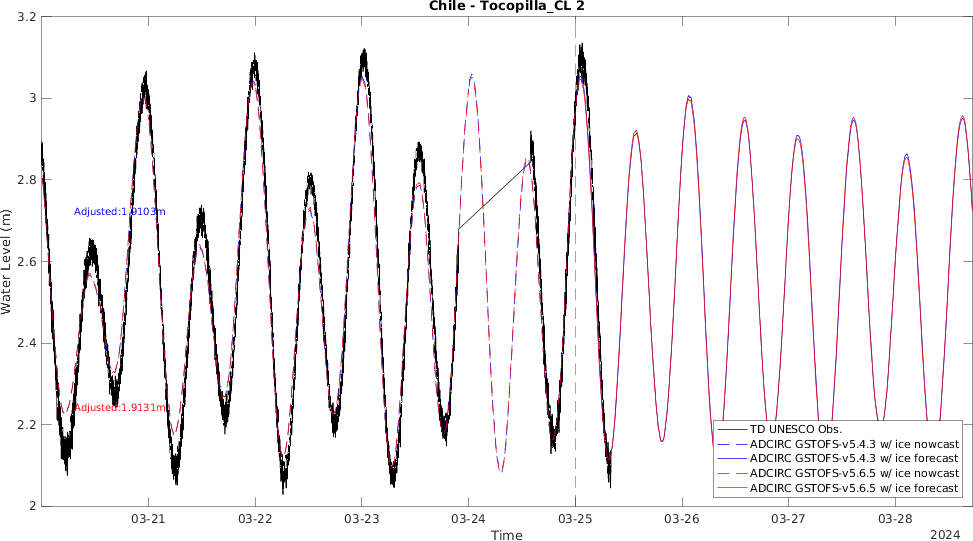 Chile - Tocopilla_CL 2
Water Level (m)
3.2
3
2.8
2.6
2.4
2.2
2
Adjusted:1.9103m
Adjusted:1.9131m
TD UNESCO Obs.
ADCIRC GSTOFS-v5.4.3 w/ ice nowcast
ADCIRC GSTOFS-v5.4.3 w/ ice forecast
ADCIRC GSTOFS-v5.6.5 w/ ice nowcast
ADCIRC GSTOFS-v5.6.5 w/ ice forecast
03-21 03-22 03-23 03-24 03-25 03-26 03-27 03-28
Time
2024